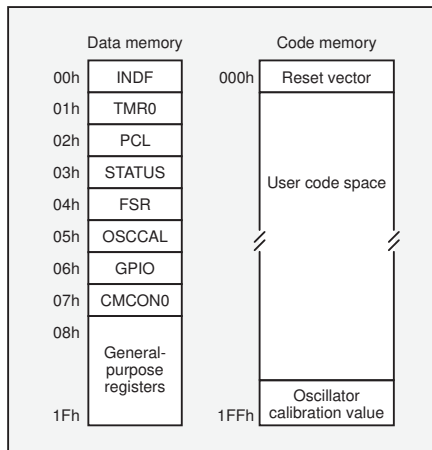 Data memory
Code memory
00h
INDF
01h
TMR0
02h
PCL
03h
STATUS
04h
FSR
05h
OSCCAL
06h
GPIO
07h
CMCON0
08h
General-
purpose
registers
1Fh
000h
Reset vector
User code space
Oscillator
calibration value
1FFh